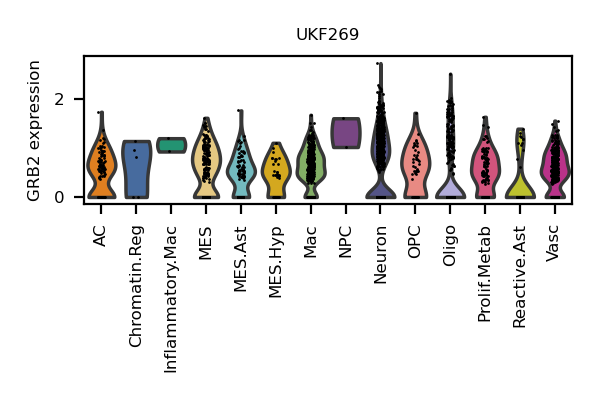 UKF269
GRB2 expression
2
0
AC
Chromatin.Reg
Inflammatory.Mac
MES
MES.Ast
MES.Hyp
Mac
NPC
Neuron
OPC
Oligo
Prolif.Metab
Reactive.Ast
Vasc